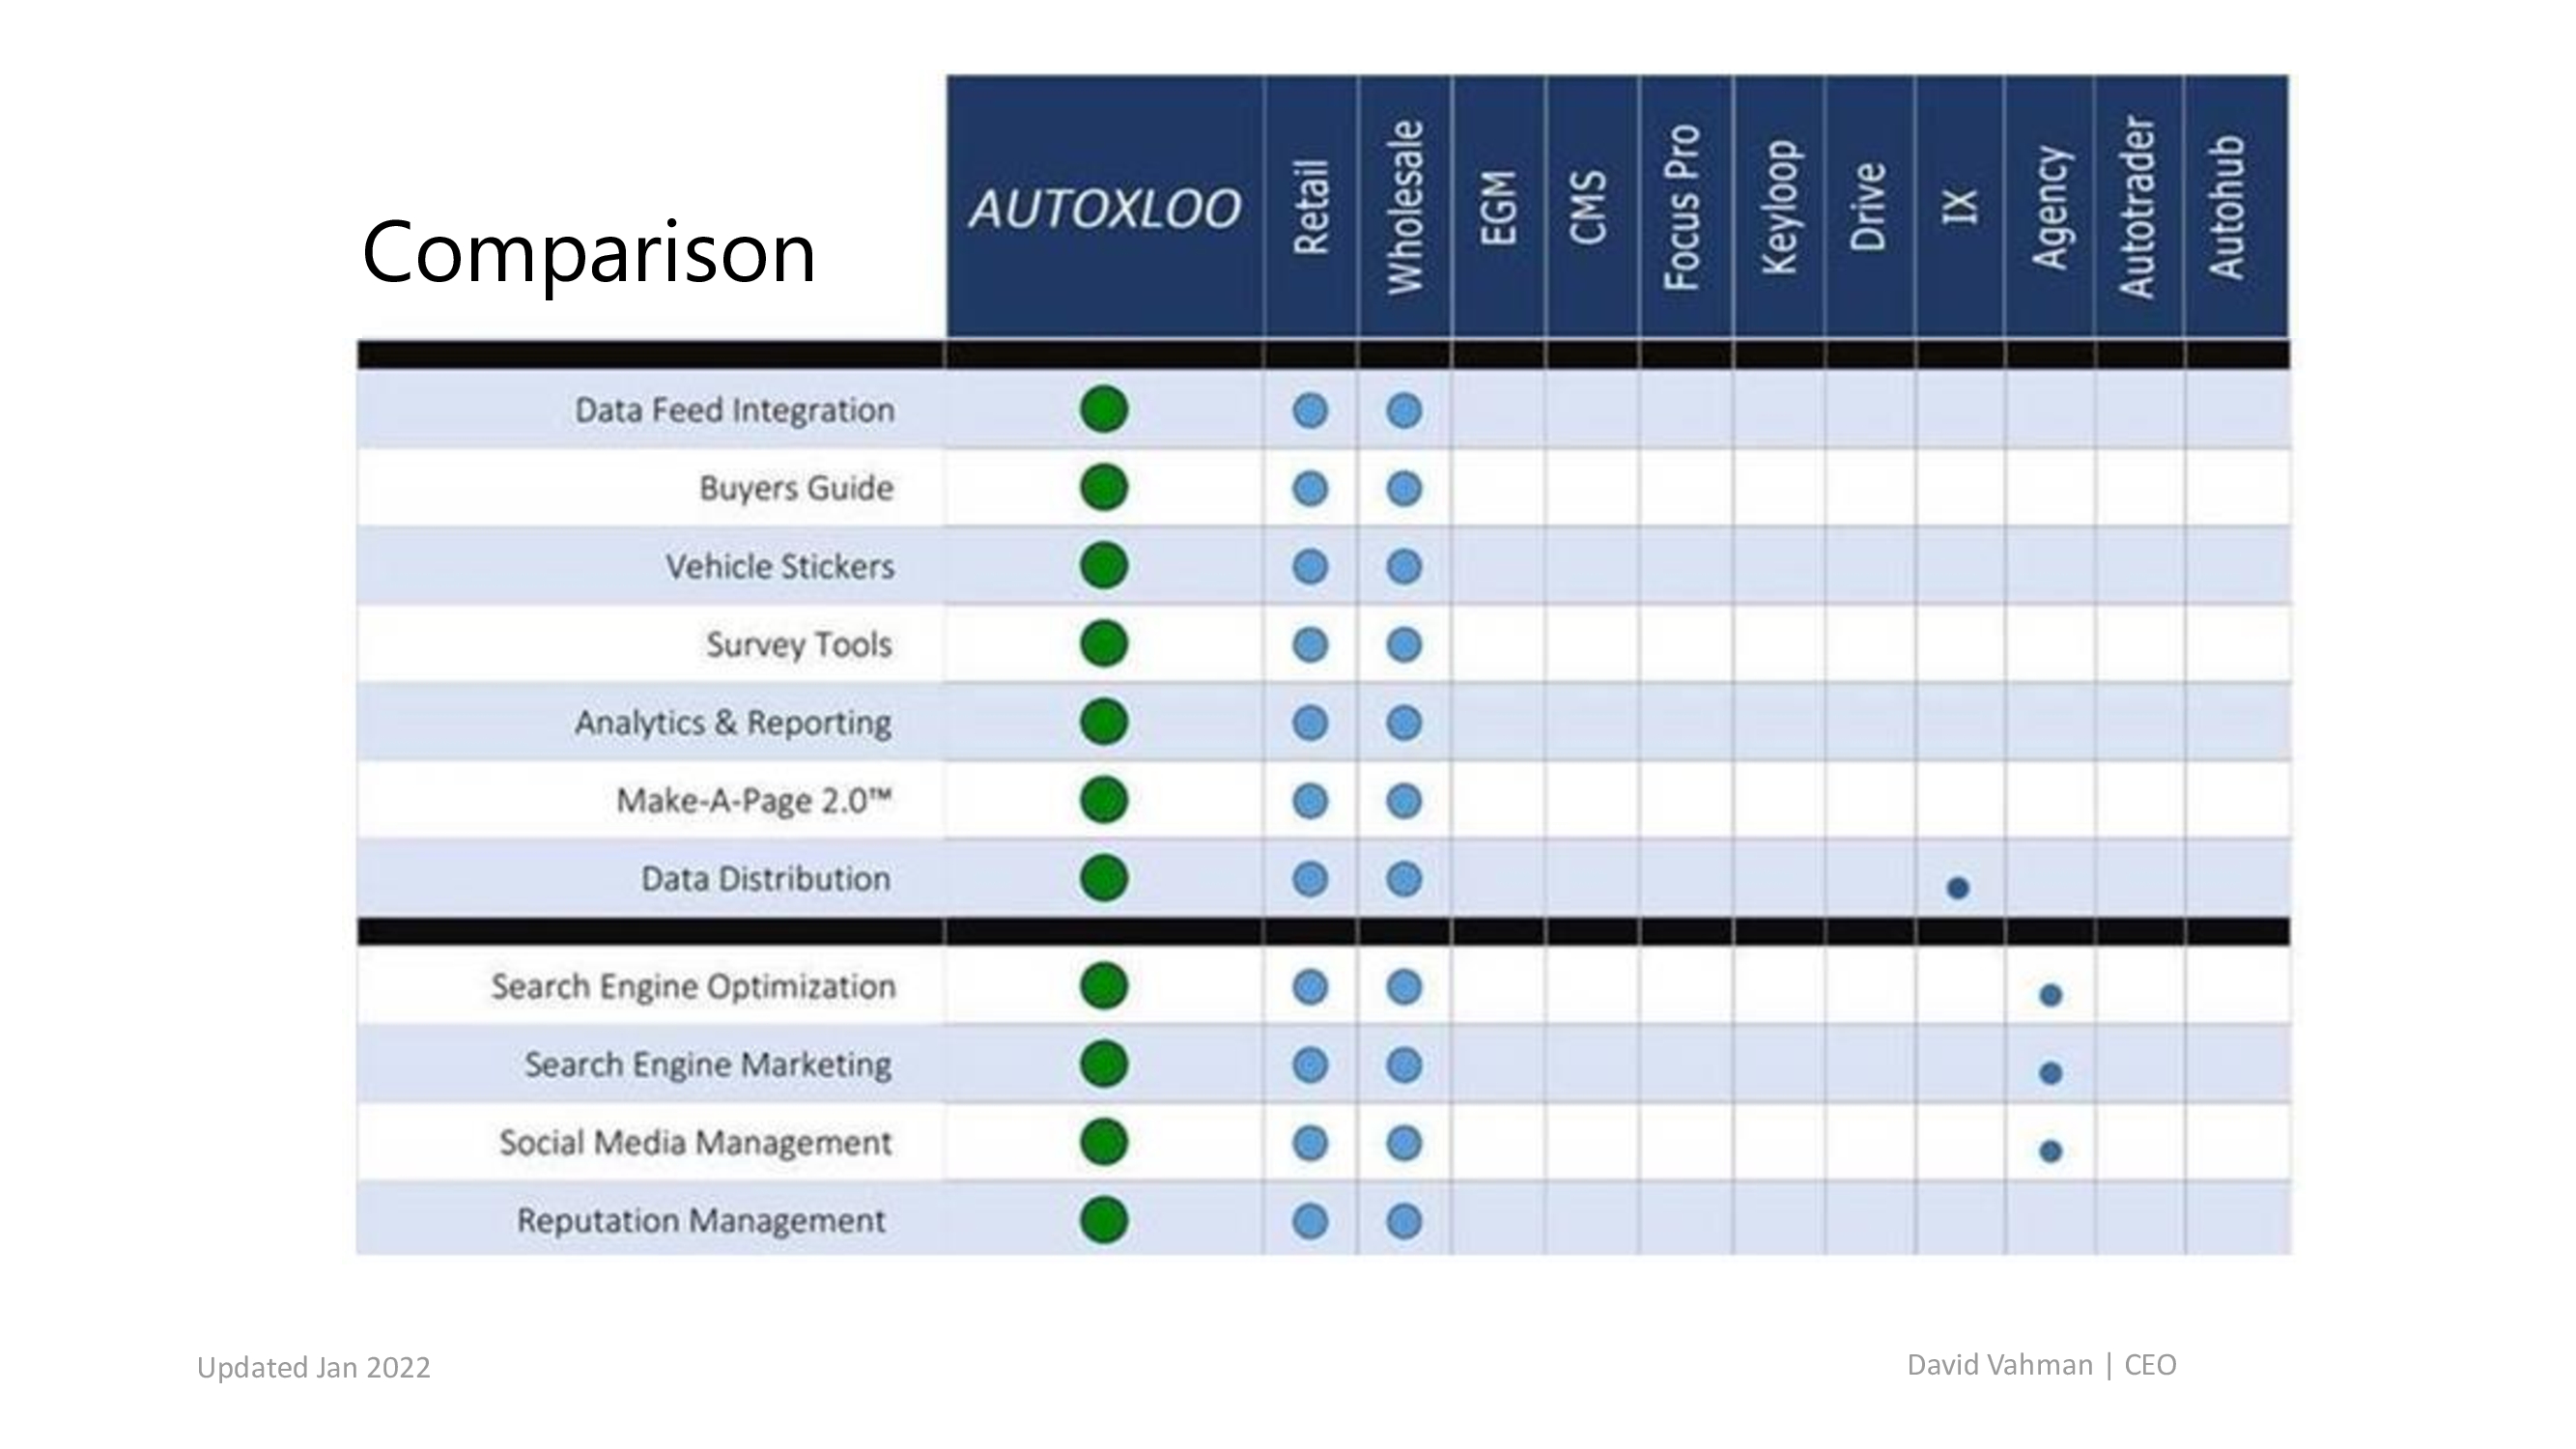 Comparison
AUTOXLOO
Retail
Wholesale
EGM
CMS
Focus Pro
Keyloop
Drive
IX
Agency
Autotrader
Autohub
Data Feed Integration
Buyers Guide
Vehicle Stickers
Survey Tools
Analytics & Reporting
Make-A-Page 2.0™
Data Distribution
Search Engine Optimization
Search Engine Marketing
Social Media Management
Reputation Management
Updated Jan 2022
David Vahman | CEO